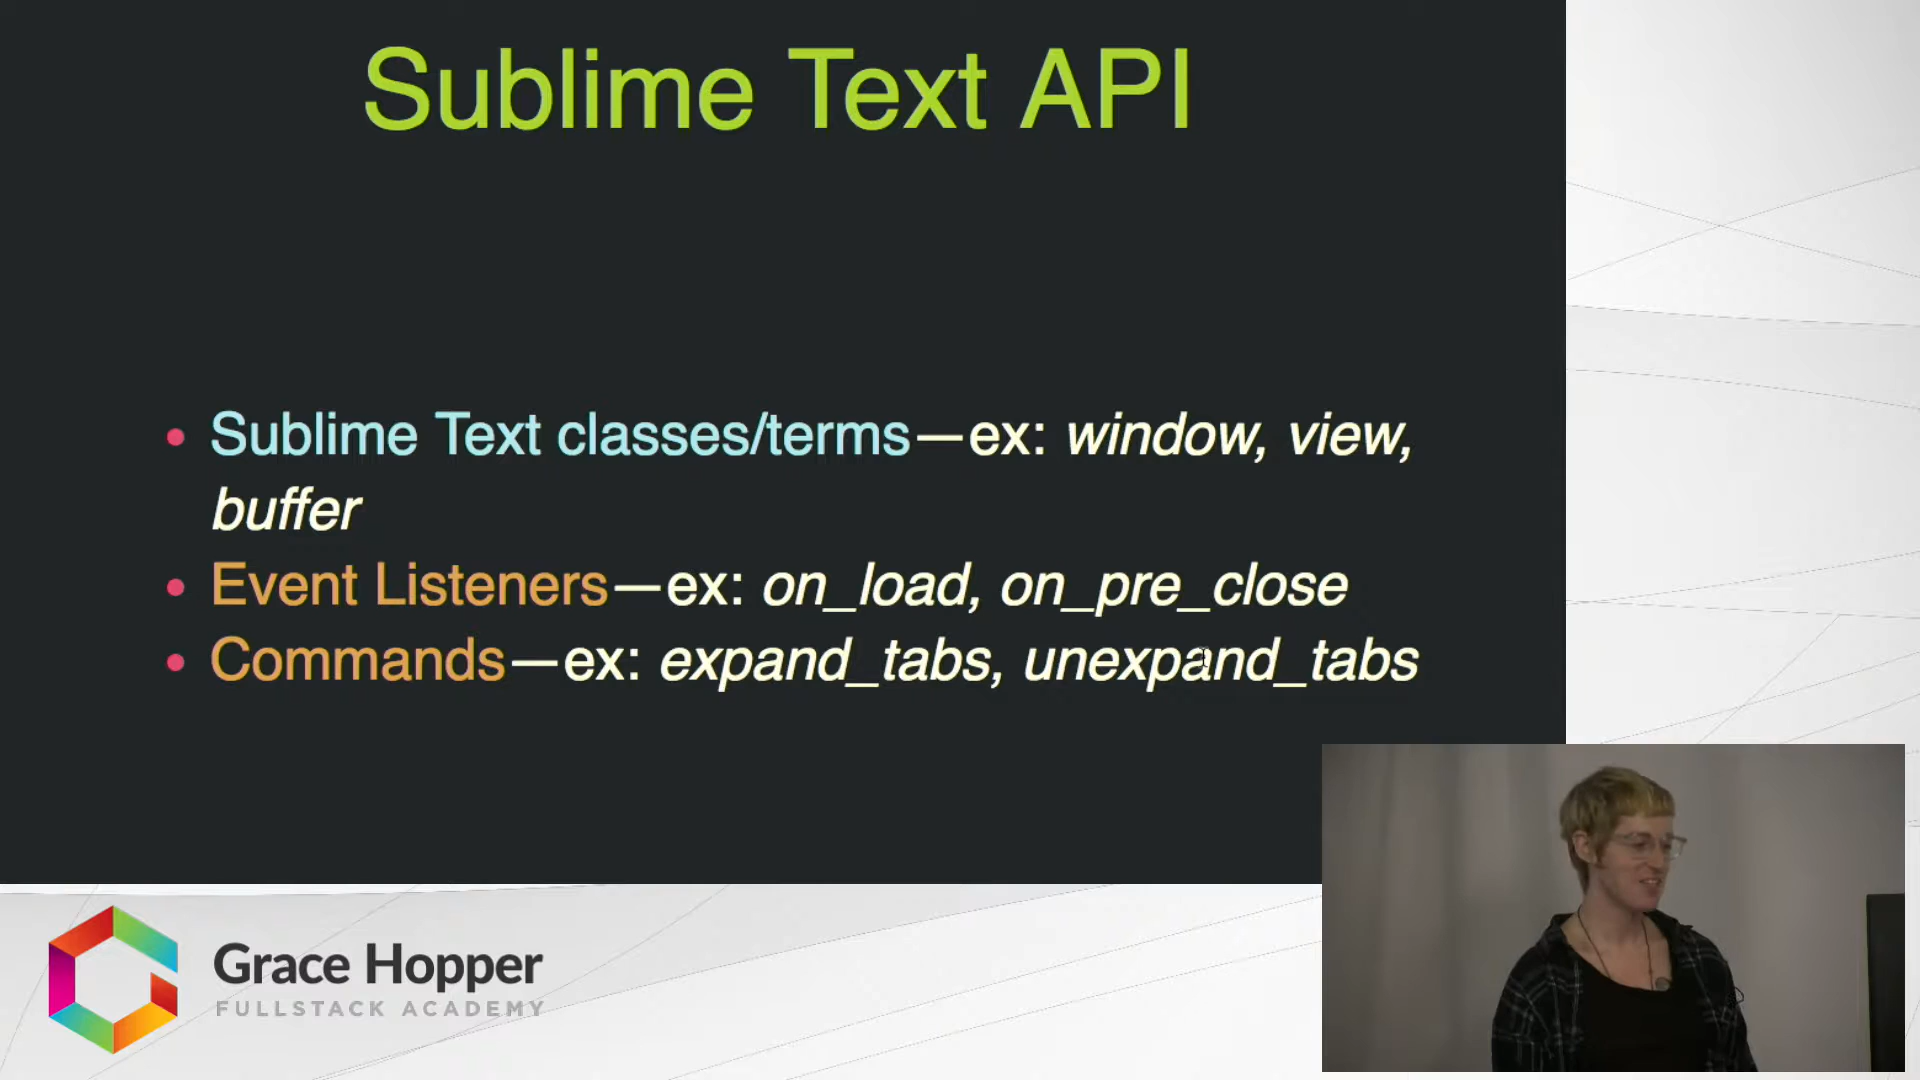 Sublime Text API
• Sublime Text classes/terms—ex: window, view,
buffer
• Event Listeners—ex: on_load, on_pre_close
• Commands—ex: expand_tabs, unexpand_tabs
Grace Hopper
FULLSTACK ACADEMY